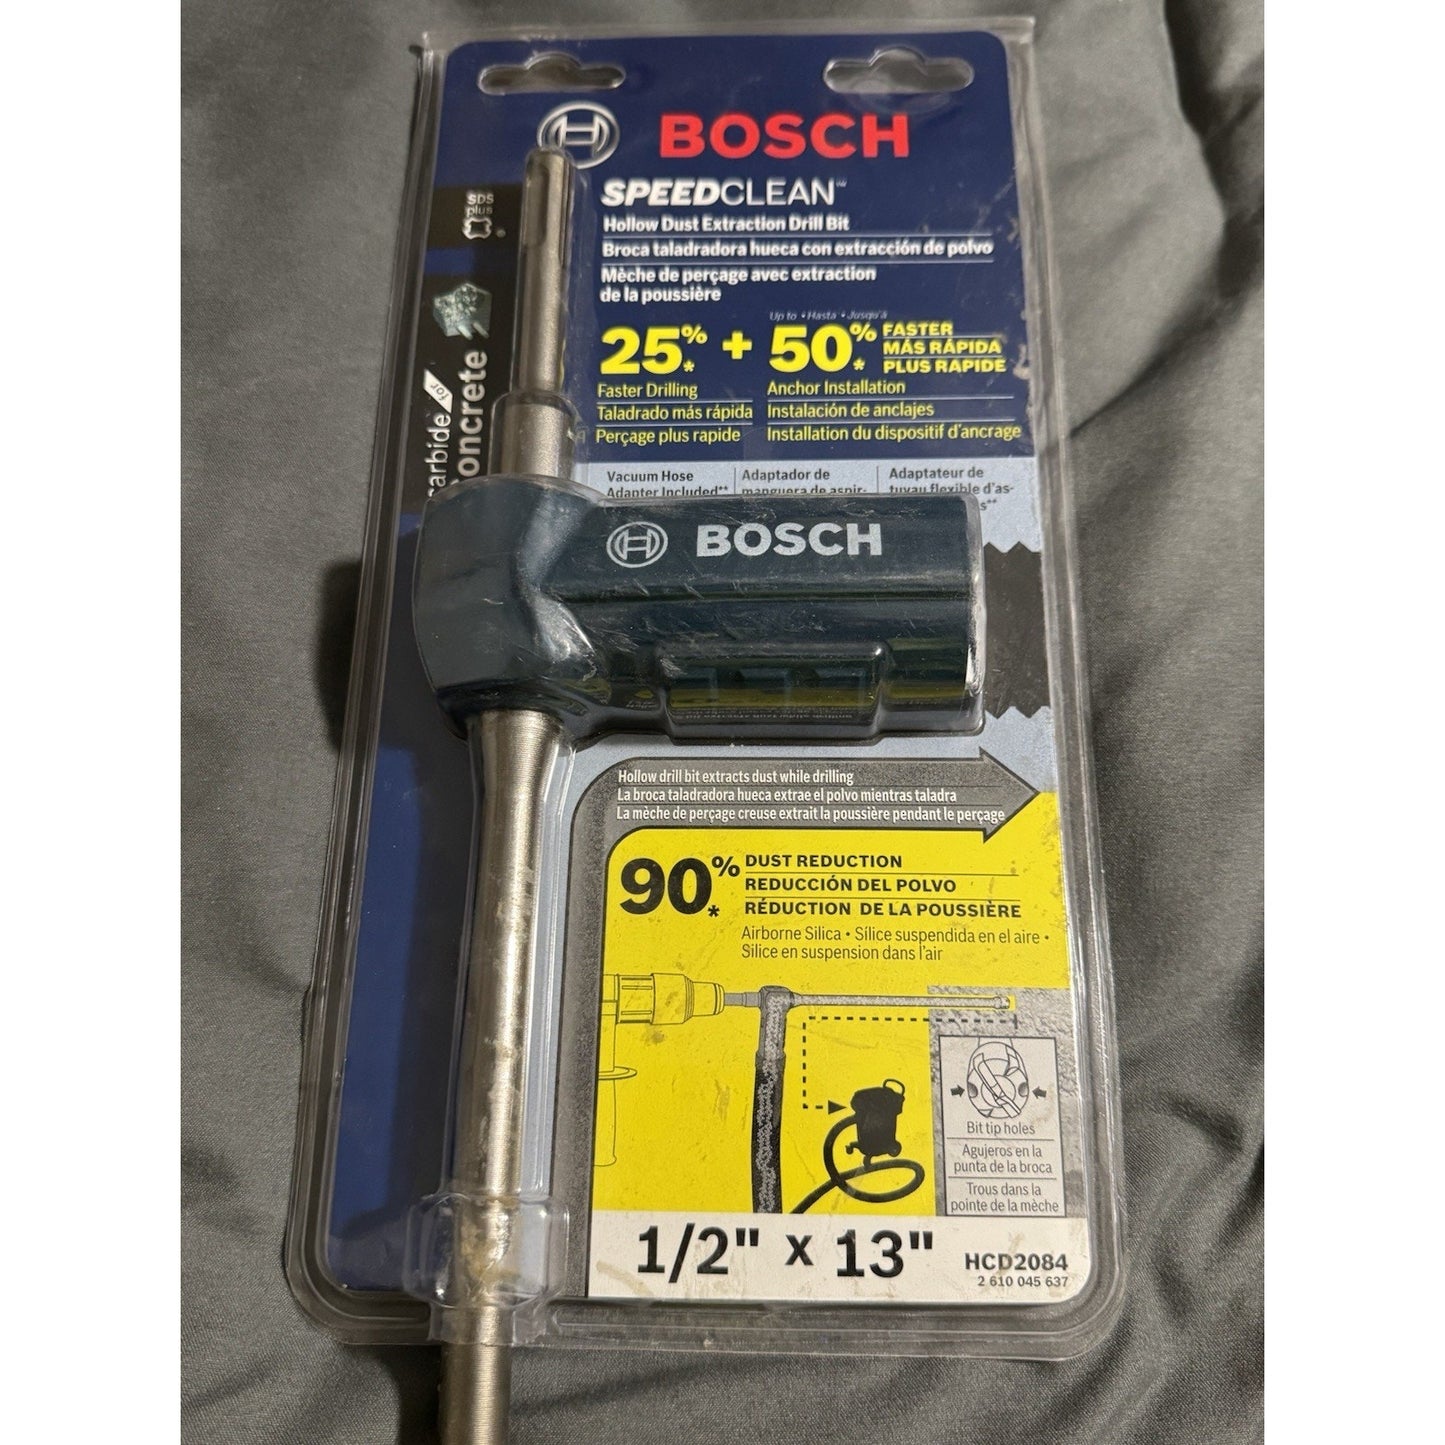 BOSCH
SPEEDCLEAN™
Hollow Dust Extraction Drill Bit
Broca taladradora hueca con extracción de polvo
Mèche de perçage avec extraction
de la poussière
SDS
plus
Up to • Hasta • Jusqu'à
25%* + 50%* FASTER
MÁS RÁPIDA
PLUS RAPIDE
Faster Drilling
Taladrado más rápida
Perçage plus rapide
Anchor Installation
Instalación de anclajes
Installation du dispositif d'ancrage
for
Vacuum Hose
Adapter Included**
Adaptador de
manguera de aspir-
Adaptateur de
tuyau flexible d'as-
BOSCH
Hollow drill bit extracts dust while drilling
La broca taladradora hueca extrae el polvo mientras taladra
La mèche de perçage creuse extrait la poussière pendant le perçage
90%* DUST REDUCTION
REDUCCIÓN DEL POLVO
RÉDUCTION DE LA POUSSIÈRE
Airborne Silica • Sílice suspendida en el aire •
Silice en suspension dans l'air
Bit tip holes
Agujeros en la
punta de la broca
Trous dans la
pointe de la mèche
1/2" x 13"
HCD2084
2 610 045 637